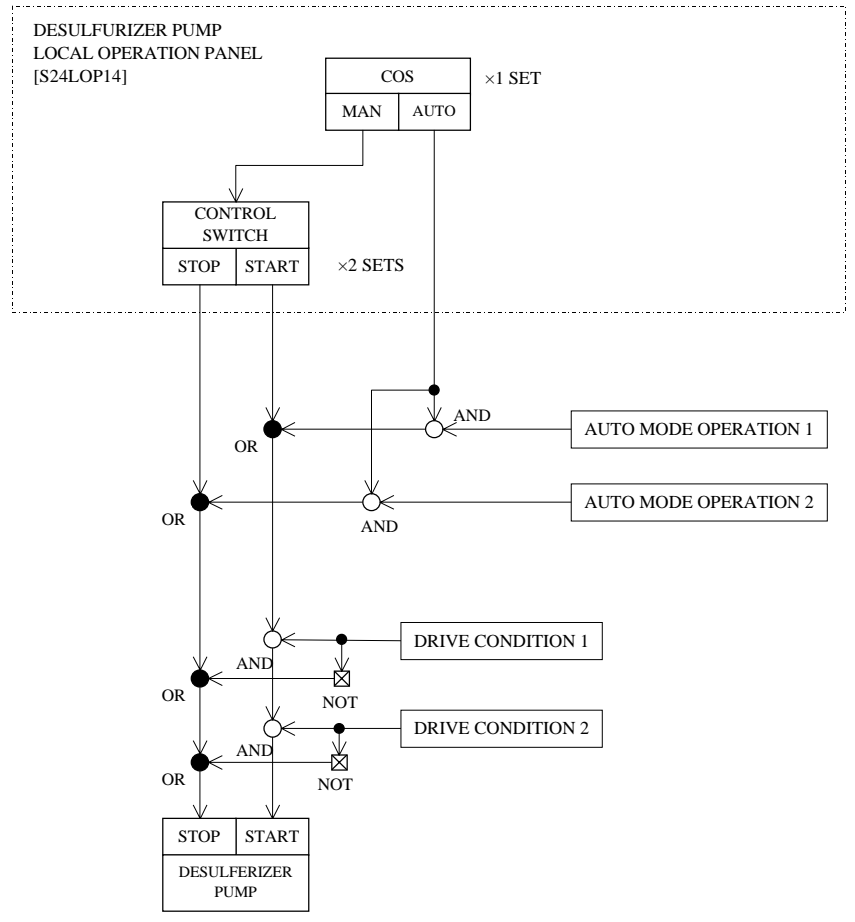 DESULFURIZER PUMP
LOCAL OPERATION PANEL
[S24LOP14]
COS
×1 SET
MAN
AUTO
CONTROL
SWITCH
STOP
START
×2 SETS
AND
AUTO MODE OPERATION 1
OR
AUTO MODE OPERATION 2
OR
AND
DRIVE CONDITION 1
AND
OR
NOT
DRIVE CONDITION 2
AND
OR
NOT
STOP
START
DESULFERIZER
PUMP